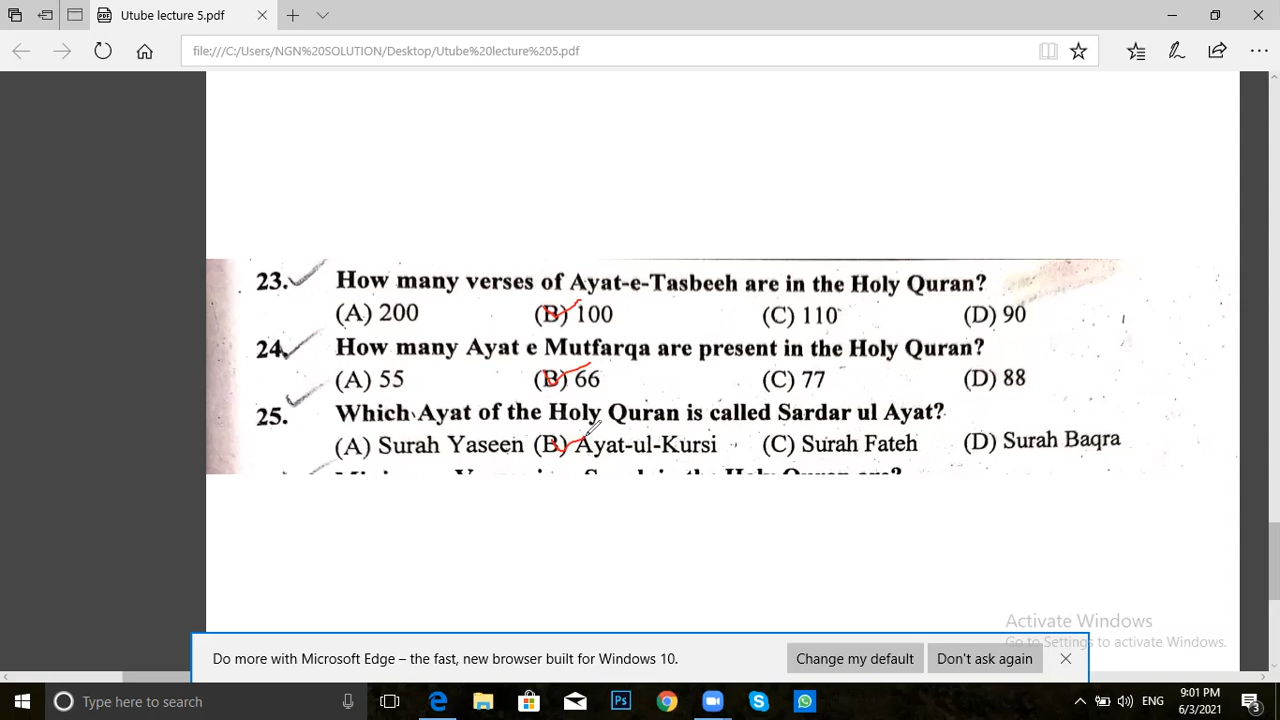 Utube lecture 5.pdf
file:///C:/Users/NGN%20SOLUTION/Desktop/Utube%20lecture%205.pdf
23. How many verses of Ayat-e-Tasbeeh are in the Holy Quran?
(A) 200 (B) 100 (C) 110 (D) 90
24. How many Ayat e Mutfarqa are present in the Holy Quran?
(A) 55 (B) 66 (C) 77 (D) 88
25. Which Ayat of the Holy Quran is called Sardar ul Ayat?
(A) Surah Yaseen (B) Ayat-ul-Kursi (C) Surah Fateh (D) Surah Baqra
Activate Windows
Go to Settings to activate Windows.
Do more with Microsoft Edge – the fast, new browser built for Windows 10. Change my default Don't ask again
Type here to search ENG 9:01 PM
6/3/2021